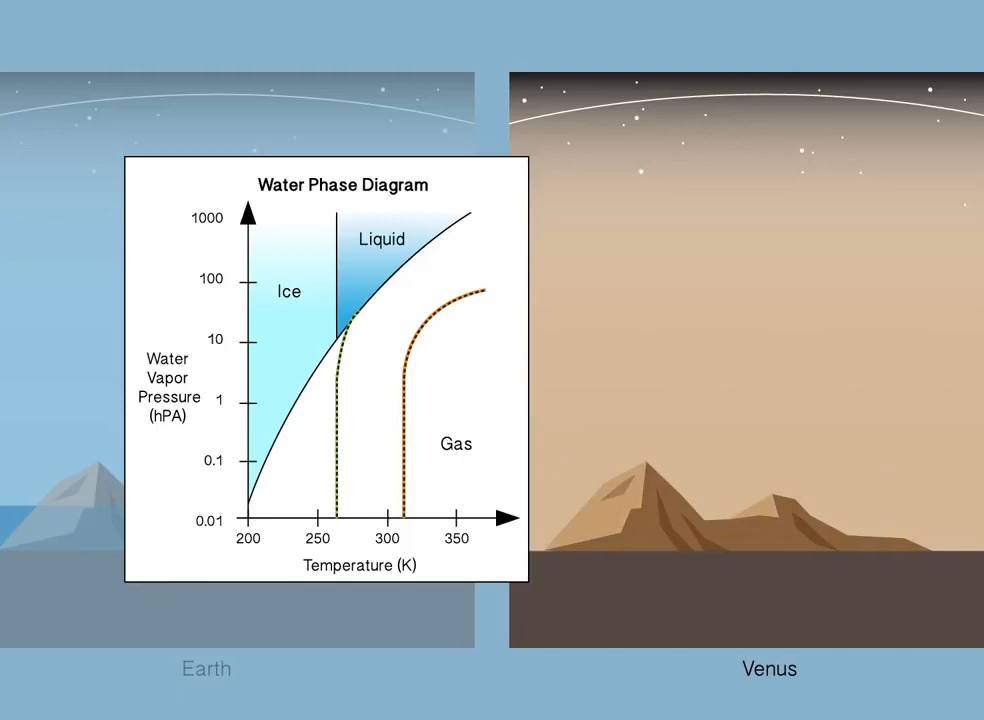 Water Phase Diagram
1000
100
10
1
0.1
0.01
Water
Vapor
Pressure
(hPA)
Ice
Liquid
Gas
200
250
300
350
Temperature (K)
Earth
Venus